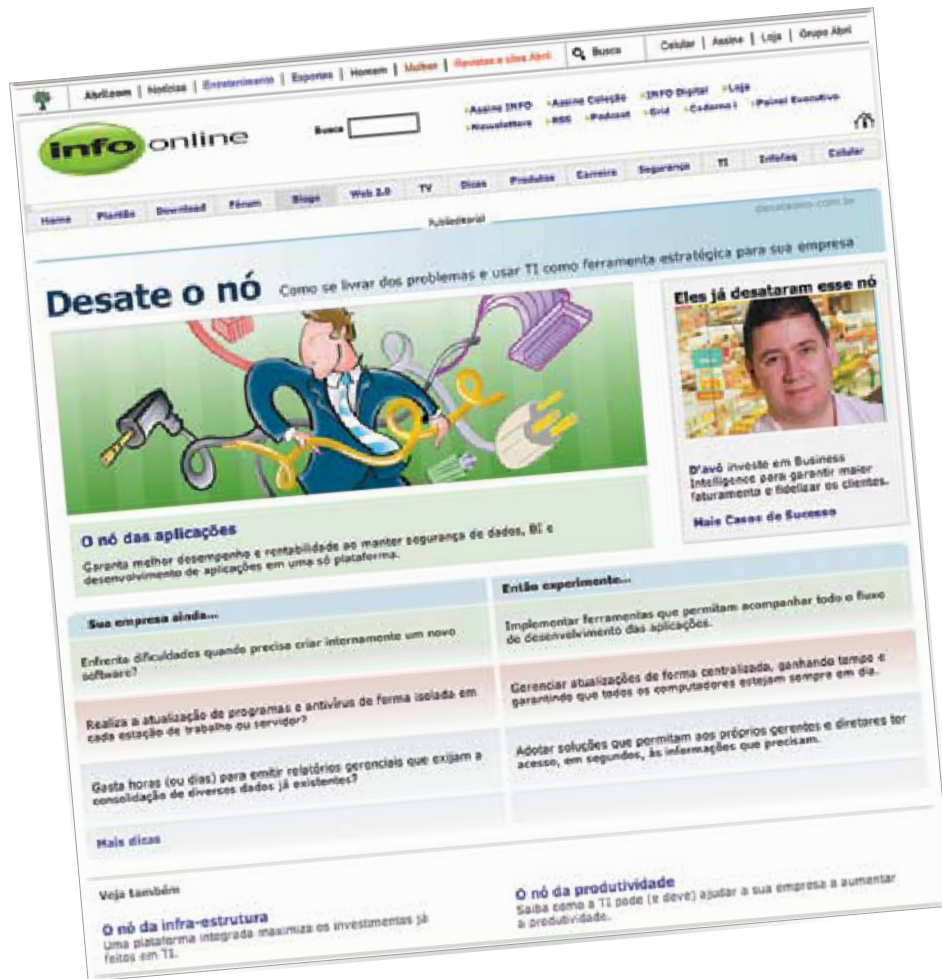 Abril.com | Notícias | Entretenimento | Esportes | Homem | Mulher | Revistas e sites Abril
Busca
Celular | Assine | Loja | Grupo Abril
info online
Busca
Assine INFO Assine Coleção INFO Digital Loja
Newsletters RSS Podcast Grid Caderno i Painel Executivo
Home Plantão Download Fórum Blogs Web 2.0 TV Dicas Produtos Carreira Segurança TI Infofaq Celular
Publieditorial
desateono.com.br
Desate o nó
Como se livrar dos problemas e usar TI como ferramenta estratégica para sua empresa
Eles já desataram esse nó
D'avó investe em Business
Intelligence para garantir maior
faturamento e fidelizar os clientes.
Mais Casos de Sucesso
O nó das aplicações
Garanta melhor desempenho e rentabilidade ao manter segurança de dados, BI e
desenvolvimento de aplicações em uma só plataforma.
Sua empresa ainda...
Então experimente...
Enfrenta dificuldades quando precisa criar internamente um novo
software?
Implementar ferramentas que permitam acompanhar todo o fluxo
de desenvolvimento das aplicações.
Realiza a atualização de programas e antivírus de forma isolada em
cada estação de trabalho ou servidor?
Gerenciar atualizações de forma centralizada, ganhando tempo e
garantindo que todos os computadores estejam sempre em dia.
Gasta horas (ou dias) para emitir relatórios gerenciais que exijam a
consolidação de diversos dados já existentes?
Adotar soluções que permitam aos próprios gerentes e diretores ter
acesso, em segundos, às informações que precisam.
Mais dicas
Veja também
O nó da infra-estrutura
Uma plataforma integrada maximiza os investimentos já
feitos em TI.
O nó da produtividade
Saiba como a TI pode (e deve) ajudar a sua empresa a aumentar
a produtividade.